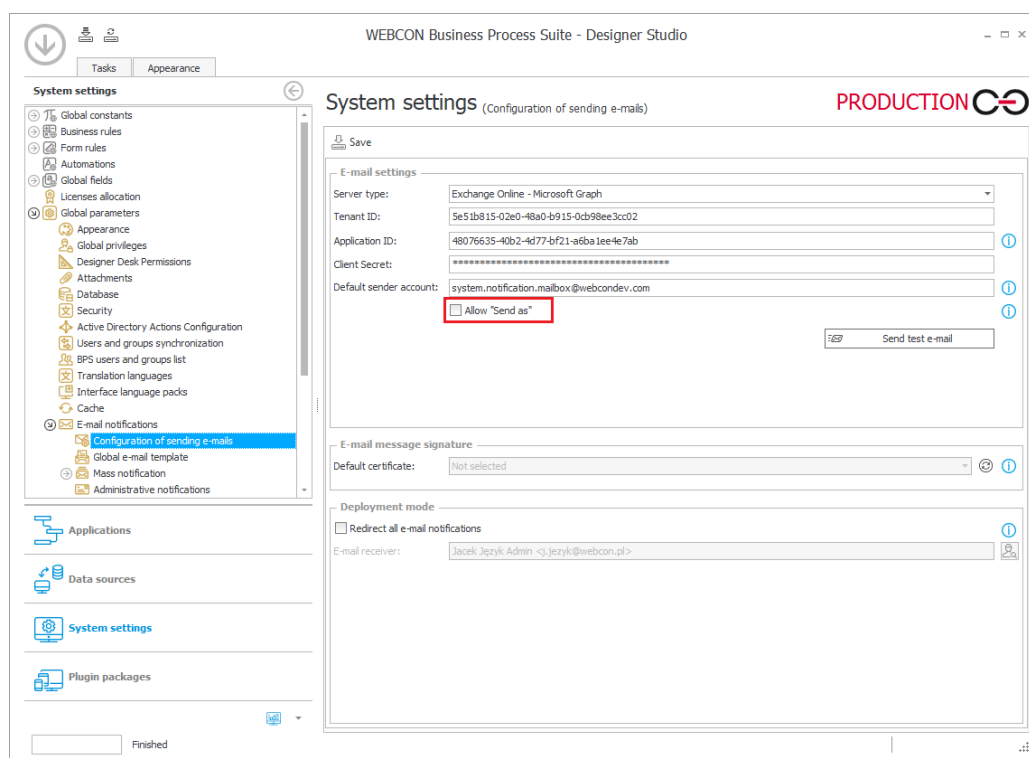 WEBCON Business Process Suite - Designer Studio
Tasks
Appearance
System settings
Global constants
Business rules
Form rules
Automations
Global fields
Licenses allocation
Global parameters
Appearance
Global privileges
Designer Desk Permissions
Attachments
Database
Security
Active Directory Actions Configuration
Users and groups synchronization
BPS users and groups list
Translation languages
Interface language packs
Cache
E-mail notifications
Configuration of sending e-mails
Global e-mail template
Mass notification
Administrative notifications
Applications
Data sources
System settings
Plugin packages
Finished
System settings (Configuration of sending e-mails)
PRODUCTION
Save
E-mail settings
Server type: Exchange Online - Microsoft Graph
Tenant ID: 5e51b815-02e0-48a0-b915-0cb98ee3cc02
Application ID: 48076635-40b2-4d77-bf21-a6ba1ee4e7ab
Client Secret: ****************************************
Default sender account: system.notification.mailbox@webcondev.com
Allow "Send as"
Send test e-mail
E-mail message signature
Default certificate: Not selected
Deployment mode
Redirect all e-mail notifications
E-mail receiver: Jacek Język Admin <j.jezyk@webcon.pl>